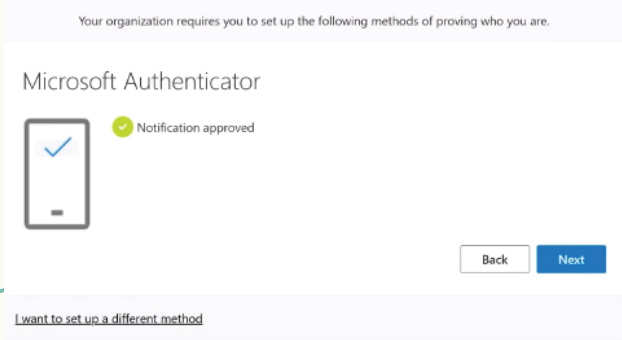 Your organization requires you to set up the following methods of proving who you are.
Microsoft Authenticator
Notification approved
Back
Next
I want to set up a different method